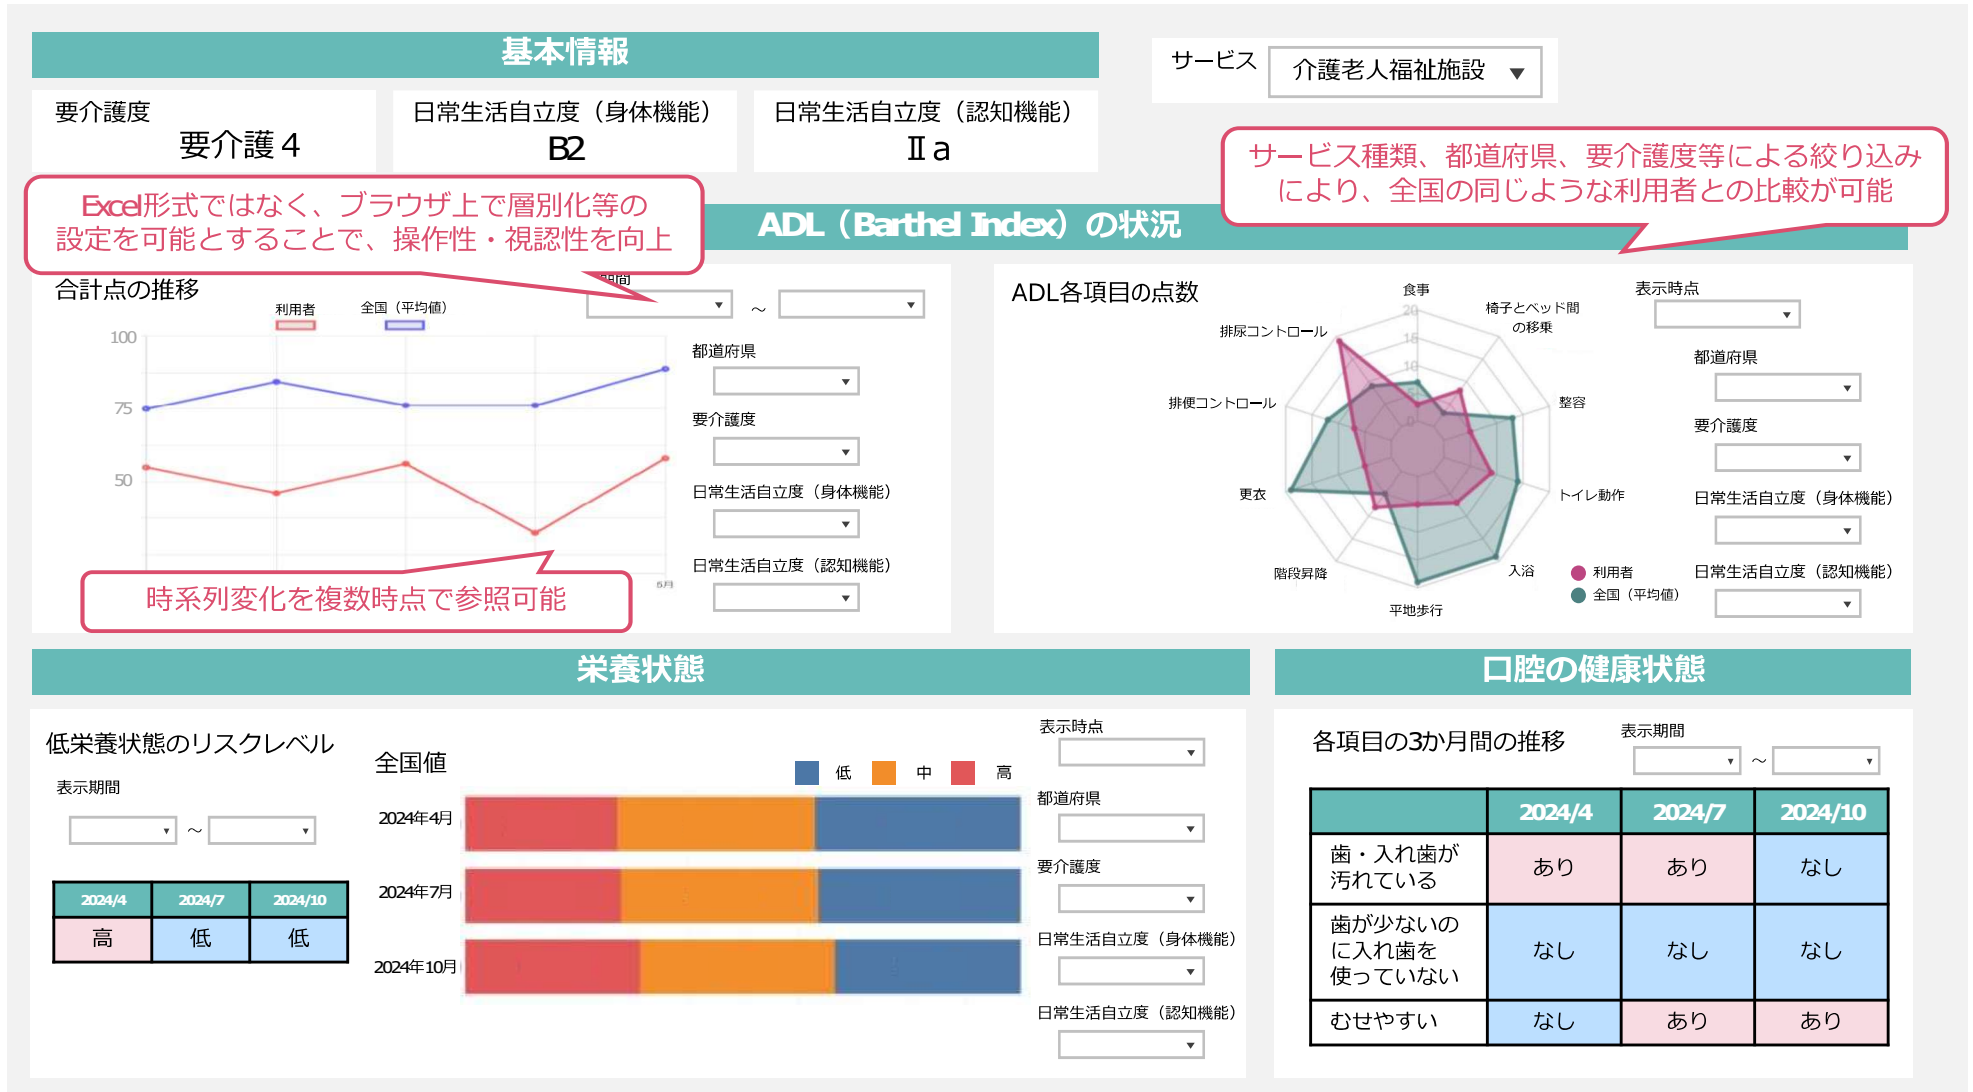 基本情報
サービス
介護老人福祉施設
要介護度
要介護4
日常生活自立度（身体機能）
B2
日常生活自立度（認知機能）
Ⅱa
サービス種類、都道府県、要介護度等による絞り込み
により、全国の同じような利用者との比較が可能
Excel形式ではなく、ブラウザ上で層別化等の
設定を可能とすることで、操作性・視認性を向上
ADL（Barthel Index）の状況
合計点の推移
利用者
全国（平均値）
～
100
75
50
5月
都道府県
要介護度
日常生活自立度（身体機能）
日常生活自立度（認知機能）
時系列変化を複数時点で参照可能
ADL各項目の点数
食事
椅子とベッド間
の移乗
整容
トイレ動作
入浴
平地歩行
階段昇降
更衣
排便コントロール
排尿コントロール
20
15
10
0
利用者
全国（平均値）
表示時点
都道府県
要介護度
日常生活自立度（身体機能）
日常生活自立度（認知機能）
栄養状態
低栄養状態のリスクレベル
表示期間
～
2024/4 2024/7 2024/10
高 低 低
全国値
低 中 高
2024年4月
2024年7月
2024年10月
表示時点
都道府県
要介護度
日常生活自立度（身体機能）
日常生活自立度（認知機能）
口腔の健康状態
各項目の3か月間の推移
表示期間
～
2024/4 2024/7 2024/10
歯・入れ歯が
汚れている
あり あり なし
歯が少ないの
に入れ歯を
使っていない
なし なし なし
むせやすい
なし あり あり